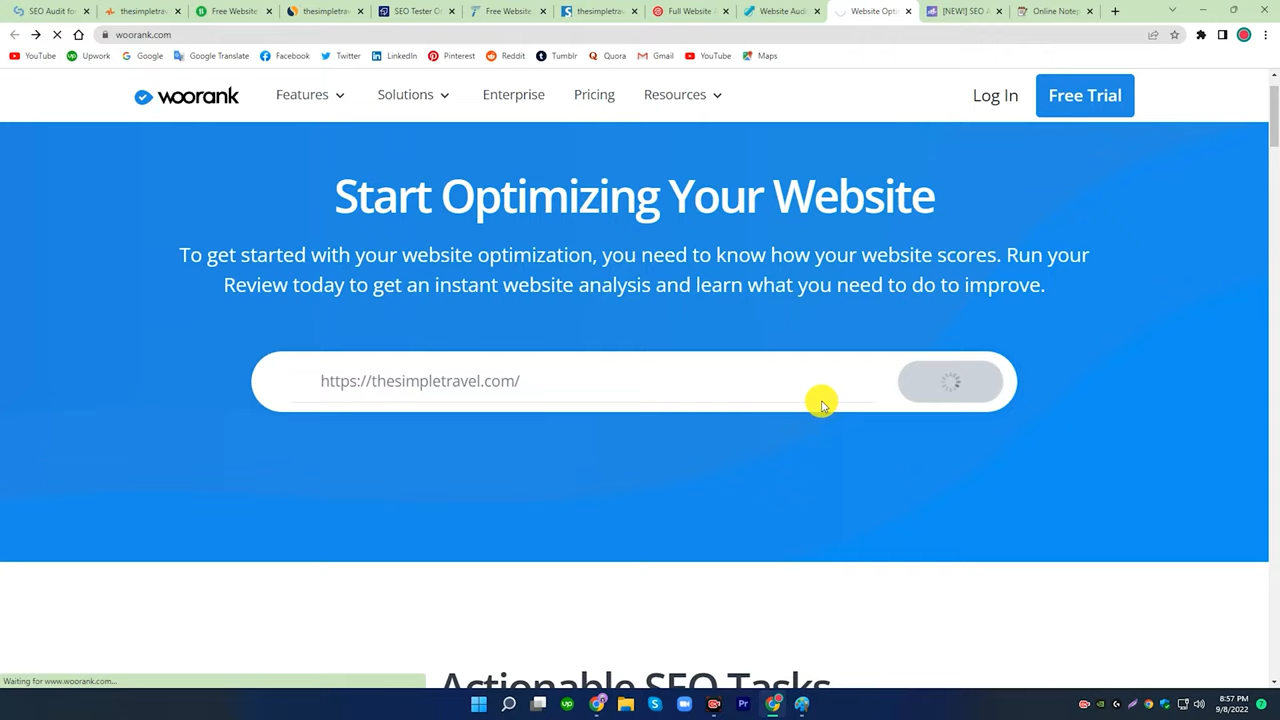 SEO Audit for
thesimpletrav
Free Website
thesimpletrav
SEO Tester O
Free Website
thesimpletrav
Full Website A
Website Audi
Website Opti
[NEW!] SEO A
Online Notep
woorank.com
YouTube
Upwork
Google
Google Translate
Facebook
Twitter
LinkedIn
Pinterest
Reddit
Tumblr
Quora
Gmail
YouTube
Maps
woorank
Features
Solutions
Enterprise
Pricing
Resources
Log In
Free Trial
Start Optimizing Your Website
To get started with your website optimization, you need to know how your website scores. Run your
Review today to get an instant website analysis and learn what you need to do to improve.
https://thesimpletravel.com/
Actionable SEO Tasks
Waiting for www.woorank.com...
8:57 PM
9/8/2022